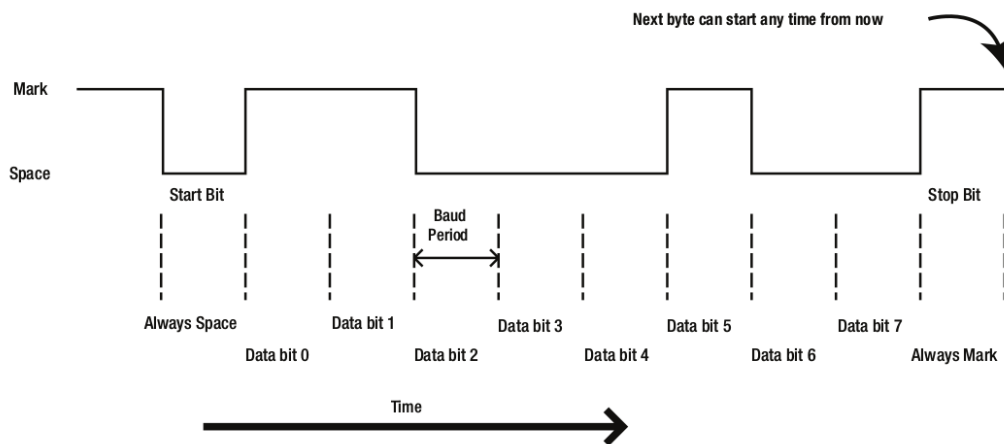 Next byte can start any time from now
Mark
Space
Start Bit
Stop Bit
Baud
Period
Always Space
Data bit 1
Data bit 3
Data bit 5
Data bit 7
Data bit 0
Data bit 2
Data bit 4
Data bit 6
Always Mark
Time